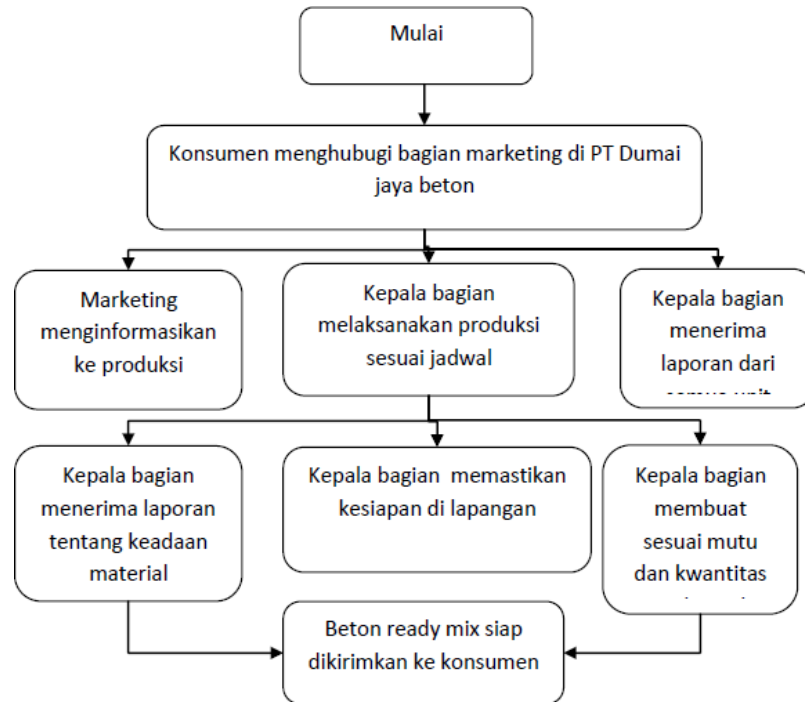 Mulai
Konsumen menghubugi bagian marketing di PT Dumai
jaya beton
Marketing
menginformasikan
ke produksi
Kepala bagian
melaksanakan produksi
sesuai jadwal
Kepala bagian
menerima
laporan dari
Kepala bagian
menerima laporan
tentang keadaan
material
Kepala bagian memastikan
kesiapan di lapangan
Kepala bagian
membuat
sesuai mutu
dan kwantitas
Beton ready mix siap
dikirimkan ke konsumen